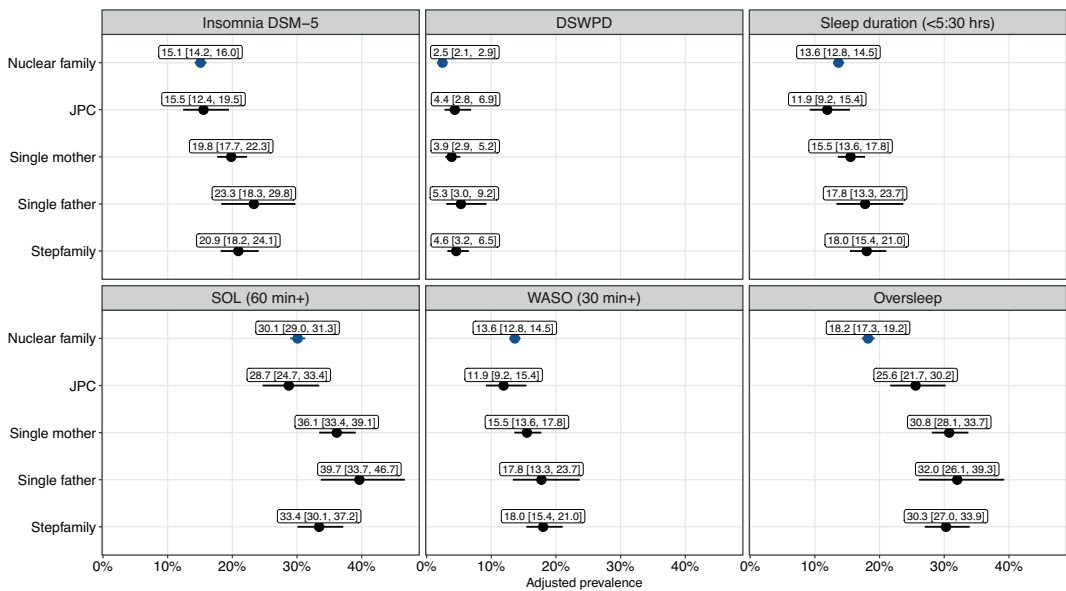 Insomnia DSM−5
DSWPD
Sleep duration (<5:30 hrs)
Nuclear family
15.1 [14.2, 16.0]
2.5 [2.1,  2.9]
13.6 [12.8, 14.5]
JPC
15.5 [12.4, 19.5]
4.4 [2.8,  6.9]
11.9 [9.2, 15.4]
Single mother
19.8 [17.7, 22.3]
3.9 [2.9,  5.2]
15.5 [13.6, 17.8]
Single father
23.3 [18.3, 29.8]
5.3 [3.0,  9.2]
17.8 [13.3, 23.7]
Stepfamily
20.9 [18.2, 24.1]
4.6 [3.2,  6.5]
18.0 [15.4, 21.0]
SOL (60 min+)
WASO (30 min+)
Oversleep
Nuclear family
30.1 [29.0, 31.3]
13.6 [12.8, 14.5]
18.2 [17.3, 19.2]
JPC
28.7 [24.7, 33.4]
11.9 [9.2, 15.4]
25.6 [21.7, 30.2]
Single mother
36.1 [33.4, 39.1]
15.5 [13.6, 17.8]
30.8 [28.1, 33.7]
Single father
39.7 [33.7, 46.7]
17.8 [13.3, 23.7]
32.0 [26.1, 39.3]
Stepfamily
33.4 [30.1, 37.2]
18.0 [15.4, 21.0]
30.3 [27.0, 33.9]
0% 10% 20% 30% 40% 0% 10% 20% 30% 40% 0% 10% 20% 30% 40%
Adjusted prevalence